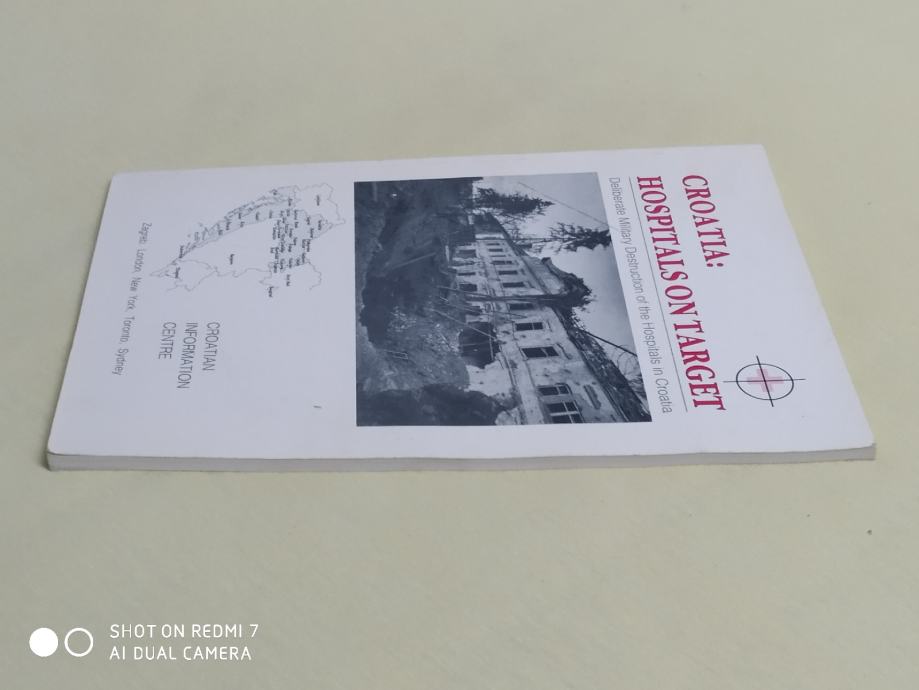 CROATIA:
HOSPITALS ON TARGET
Deliberate Military Destruction of the Hospitals in Croatia
CROATIAN
INFORMATION
CENTRE
Zagreb London New York Toronto Sydney
SHOT ON REDMI 7
AI DUAL CAMERA